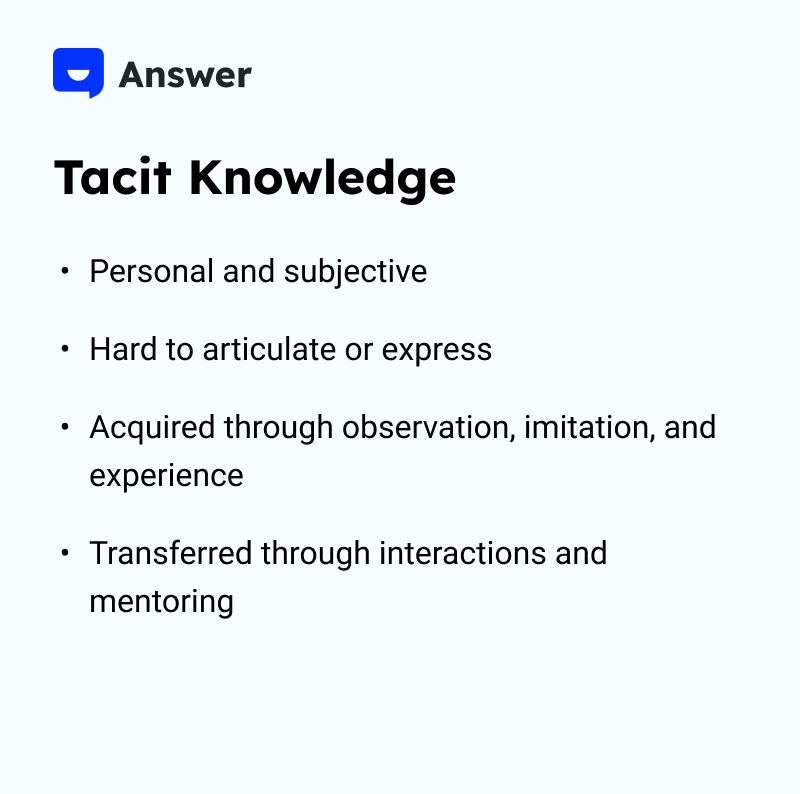 Answer
Tacit Knowledge
• Personal and subjective
• Hard to articulate or express
• Acquired through observation, imitation, and
experience
• Transferred through interactions and
mentoring